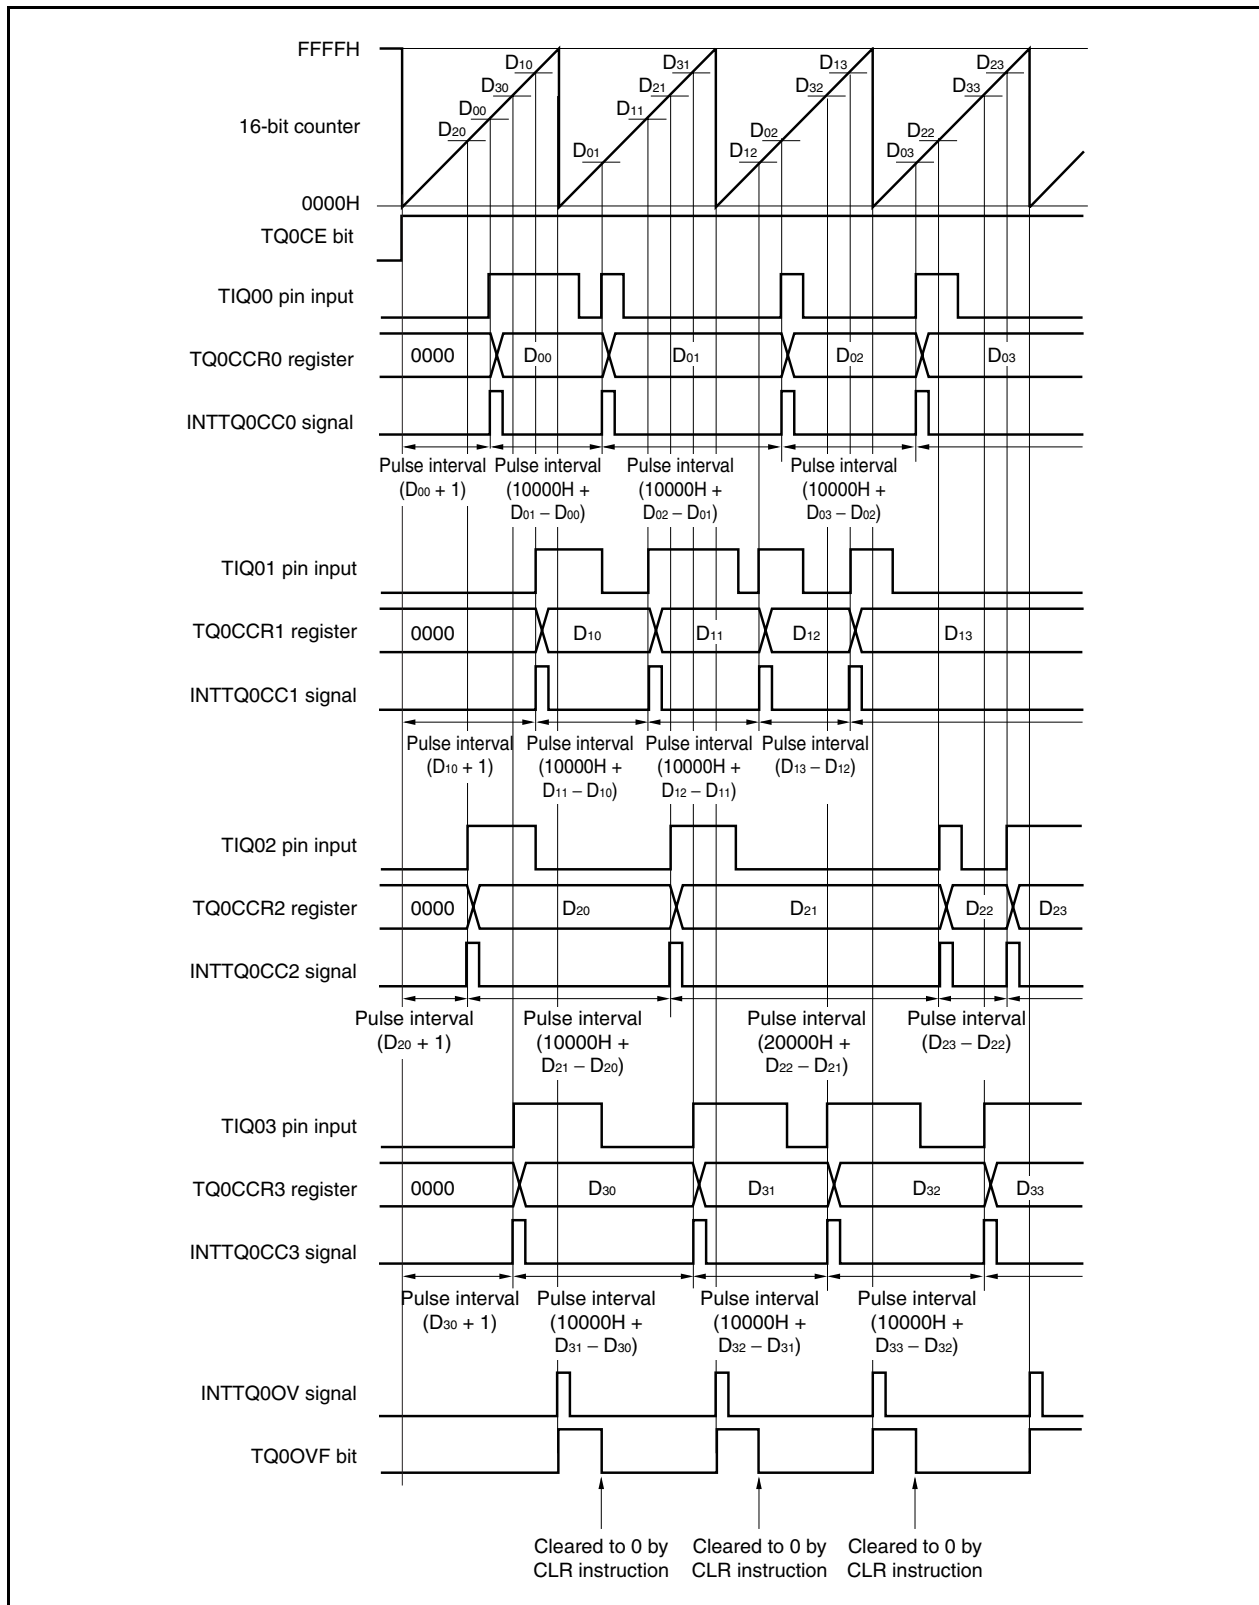 FFFFH
D10
D31
D13
D23
D30
D21
D32
D33
D00
D11
16-bit counter
D20
D02
D22
D01
D12
D03
0000H
TQ0CE bit
TIQ00 pin input
TQ0CCR0 register
0000
D00
D01
D02
D03
INTTQ0CC0 signal
Pulse interval
(D00 + 1)
Pulse interval
(10000H +
D01 – D00)
Pulse interval
(10000H +
D02 – D01)
Pulse interval
(10000H +
D03 – D02)
TIQ01 pin input
TQ0CCR1 register
0000
D10
D11
D12
D13
INTTQ0CC1 signal
Pulse interval
(D10 + 1)
Pulse interval
(10000H +
D11 – D10)
Pulse interval
(10000H +
D12 – D11)
Pulse interval
(D13 – D12)
TIQ02 pin input
TQ0CCR2 register
0000
D20
D21
D22
D23
INTTQ0CC2 signal
Pulse interval
(D20 + 1)
Pulse interval
(10000H +
D21 – D20)
Pulse interval
(20000H +
D22 – D21)
Pulse interval
(D23 – D22)
TIQ03 pin input
TQ0CCR3 register
0000
D30
D31
D32
D33
INTTQ0CC3 signal
Pulse interval
(D30 + 1)
Pulse interval
(10000H +
D31 – D30)
Pulse interval
(10000H +
D32 – D31)
Pulse interval
(10000H +
D33 – D32)
INTTQ0OV signal
TQ0OVF bit
Cleared to 0 by
CLR instruction
Cleared to 0 by
CLR instruction
Cleared to 0 by
CLR instruction